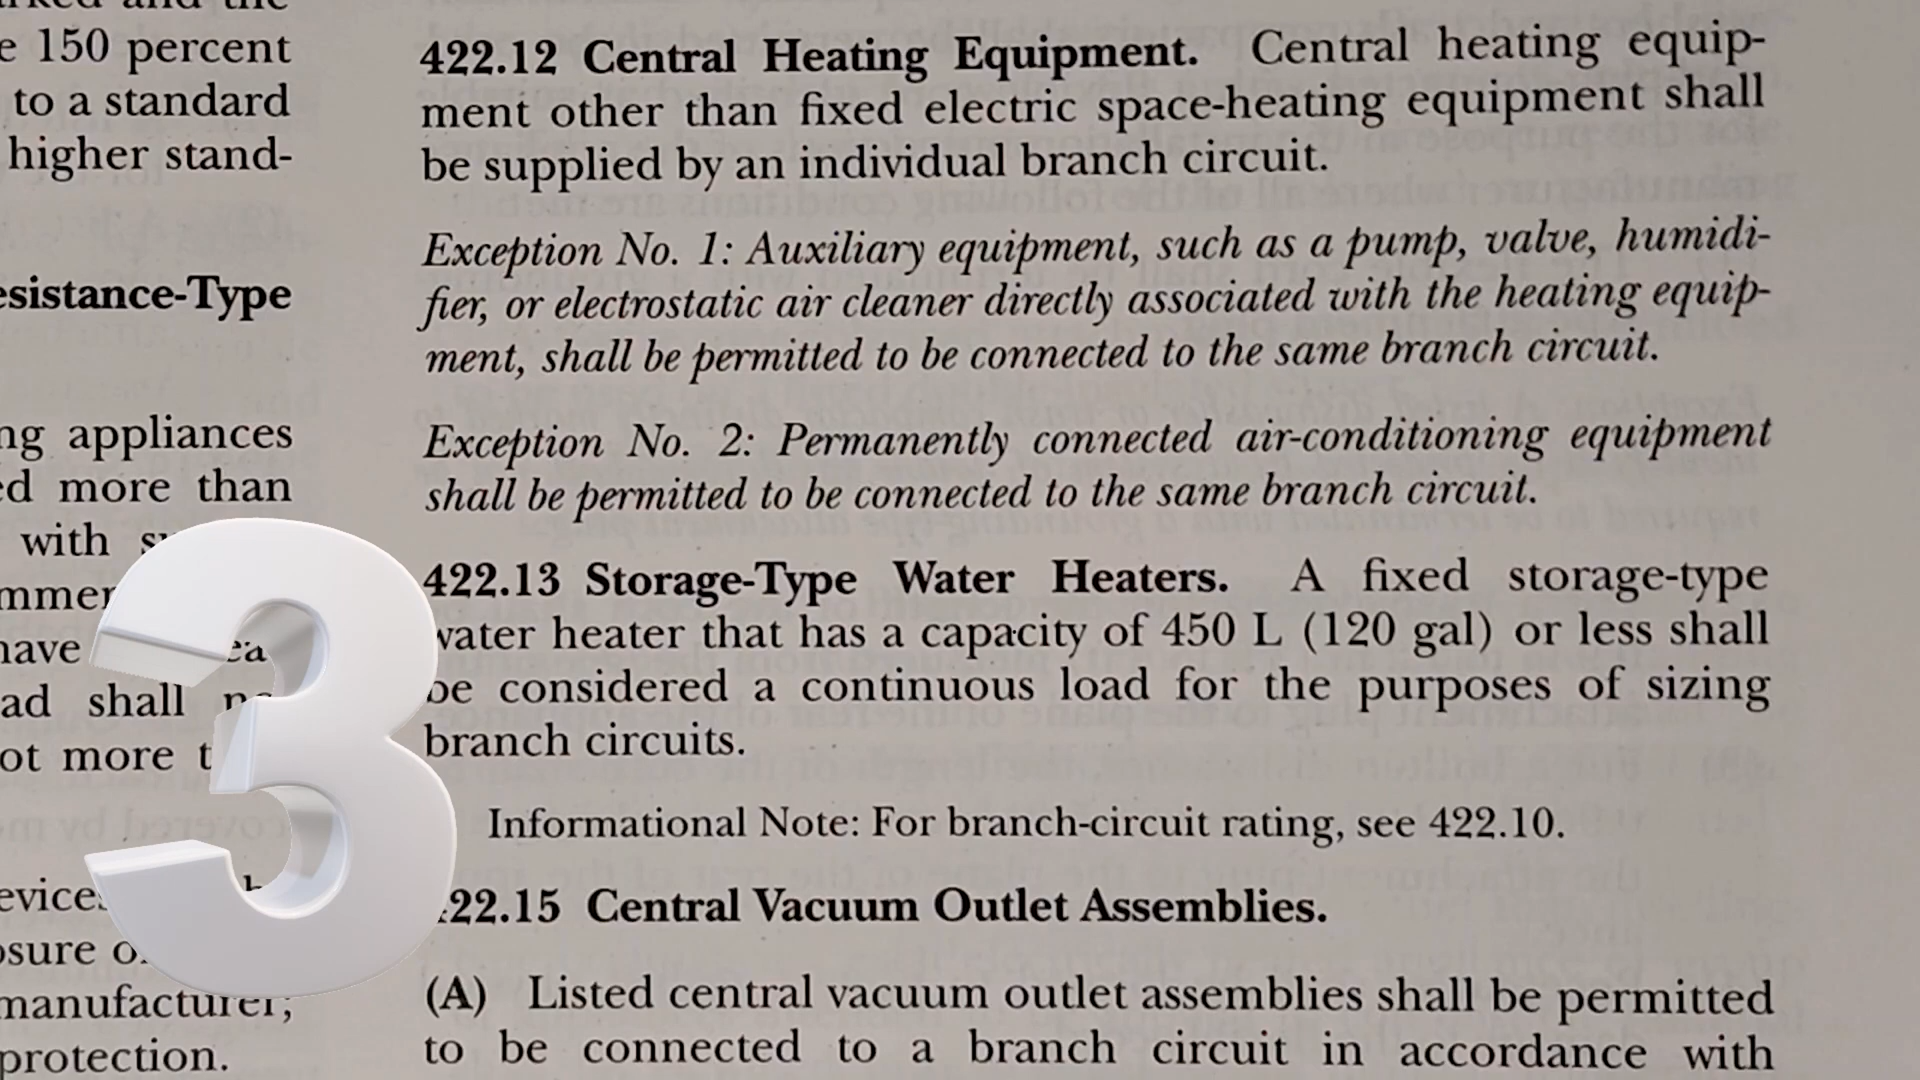 e 150 percent
to a standard
higher stand-
esistance-Type
ng appliances
ed more than
with
have
ad shall
ot more
manufacturer;
protection.
422.12 Central Heating Equipment. Central heating equip-
ment other than fixed electric space-heating equipment shall
be supplied by an individual branch circuit.
Exception No. 1: Auxiliary equipment, such as a pump, valve, humidi-
fier, or electrostatic air cleaner directly associated with the heating equip-
ment, shall be permitted to be connected to the same branch circuit.
Exception No. 2: Permanently connected air-conditioning equipment
shall be permitted to be connected to the same branch circuit.
422.13 Storage-Type Water Heaters. A fixed storage-type
water heater that has a capacity of 450 L (120 gal) or less shall
be considered a continuous load for the purposes of sizing
branch circuits.
Informational Note: For branch-circuit rating, see 422.10.
422.15 Central Vacuum Outlet Assemblies.
(A) Listed central vacuum outlet assemblies shall be permitted
to be connected to a branch circuit in accordance with
3